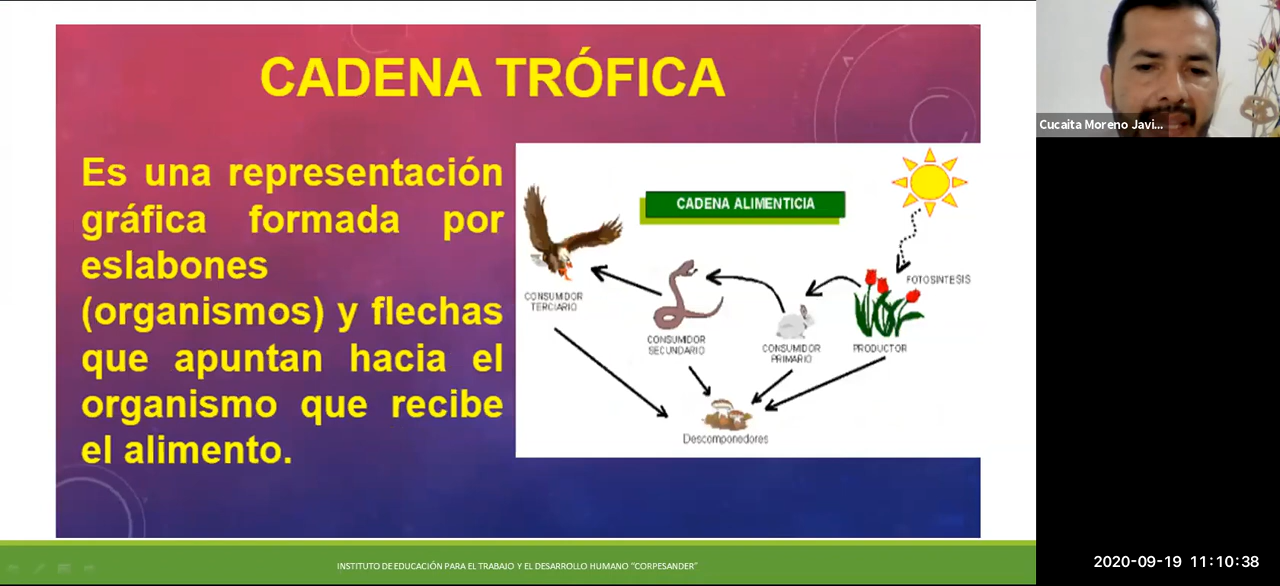 CADENA TRÓFICA
Es una representación
gráfica formada por
eslabones
(organismos) y flechas
que apuntan hacia el
organismo que recibe
el alimento.
CADENA ALIMENTICIA
FOTOSINTESIS
CONSUMIDOR
TERCIARIO
CONSUMIDOR
SECUNDARIO
CONSUMIDOR
PRIMARIO
PRODUCTOR
Descomponedores
INSTITUTO DE EDUCACIÓN PARA EL TRABAJO Y EL DESARROLLO HUMANO “CORPESANDER”
Cucaita Moreno Javi...
2020-09-19 11:10:38